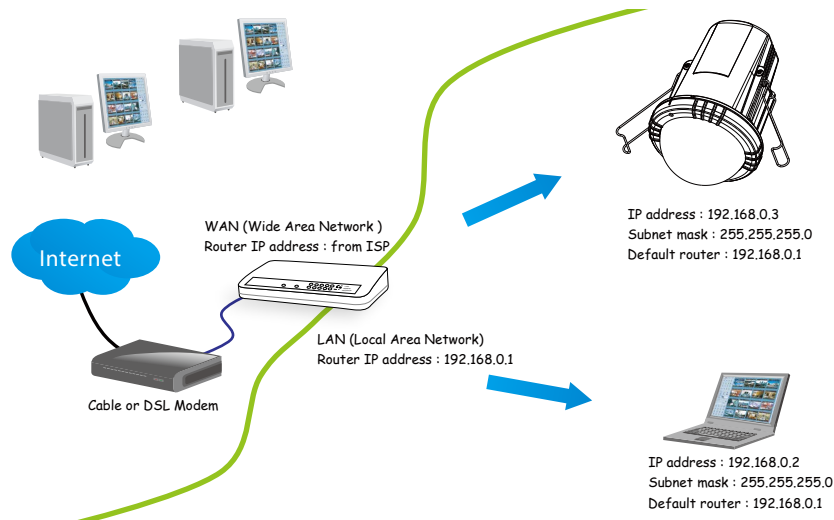 WAN (Wide Area Network )
Router IP address : from ISP
Internet
LAN (Local Area Network)
Router IP address : 192.168.0.1
Cable or DSL Modem
IP address : 192.168.0.3
Subnet mask : 255.255.255.0
Default router : 192.168.0.1
IP address : 192.168.0.2
Subnet mask : 255.255.255.0
Default router : 192.168.0.1